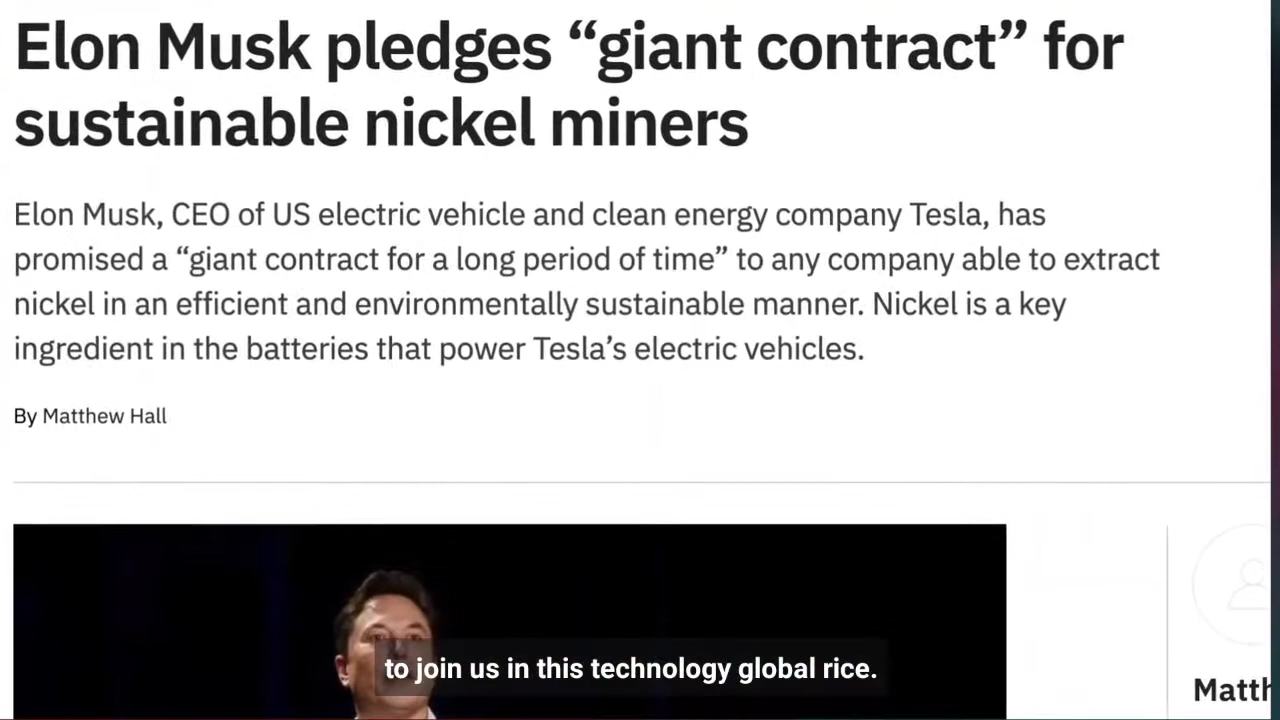 Elon Musk pledges “giant contract” for
sustainable nickel miners
Elon Musk, CEO of US electric vehicle and clean energy company Tesla, has
promised a “giant contract for a long period of time” to any company able to extract
nickel in an efficient and environmentally sustainable manner. Nickel is a key
ingredient in the batteries that power Tesla’s electric vehicles.
By Matthew Hall
to join us in this technology global rice.
Matth